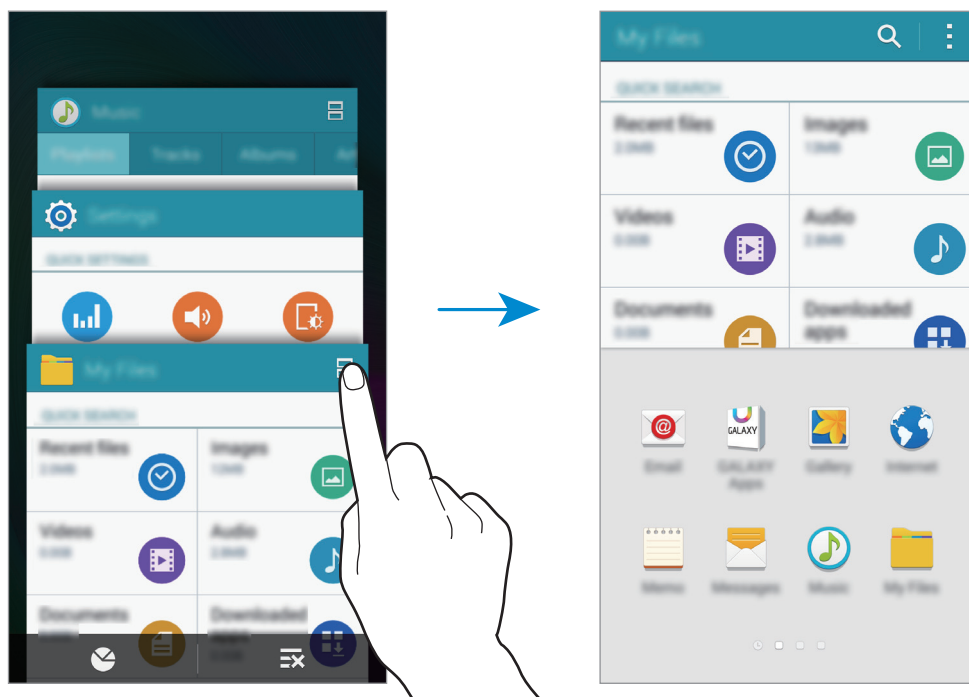 Music
Playlists Tracks Albums
Settings
QUICK SETTINGS
My Files
QUICK SEARCH
Recent files Images
Videos Audio
Documents Downloaded
My Files
QUICK SEARCH
Recent files Images
Videos Audio
Documents Downloaded
apps
GALAXY
Email GALAXY Gallery Internet
Apps
Memo Messages Music My Files